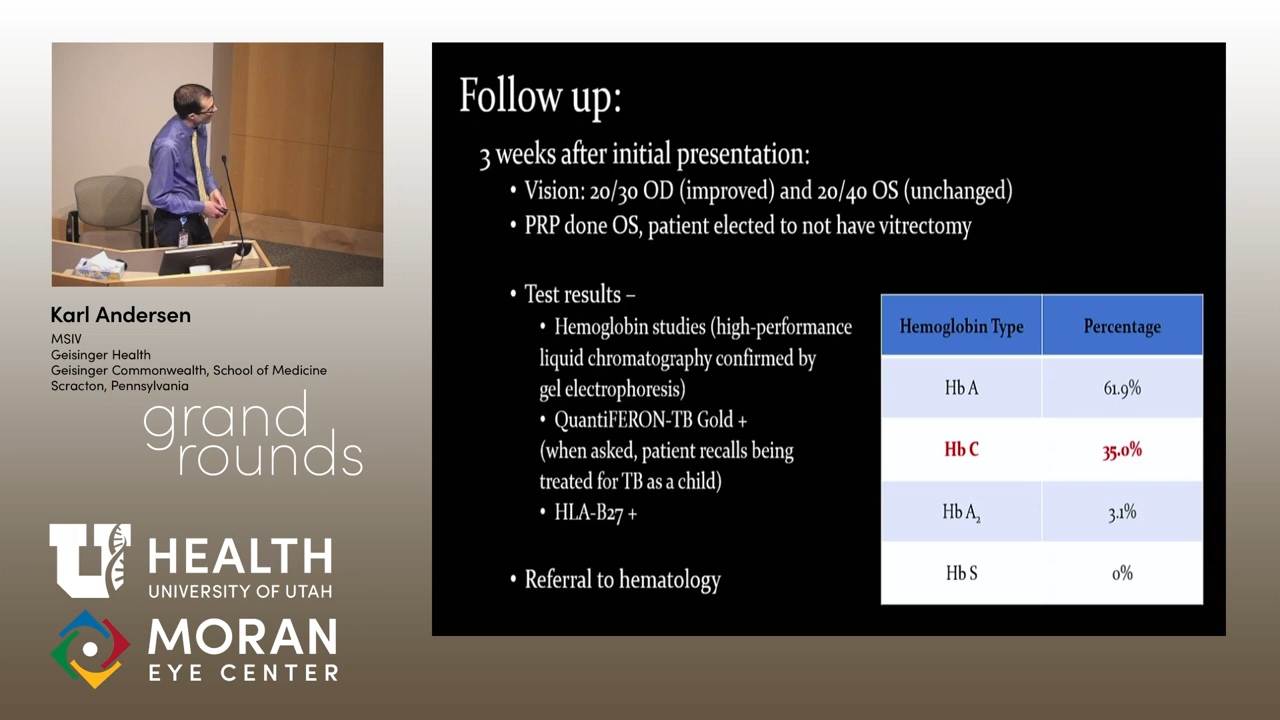 Follow up:
3 weeks after initial presentation:
• Vision: 20/30 OD (improved) and 20/40 OS (unchanged)
• PRP done OS, patient elected to not have vitrectomy
• Test results –
• Hemoglobin studies (high-performance
liquid chromatography confirmed by
gel electrophoresis)
• QuantiFERON-TB Gold +
(when asked, patient recalls being
treated for TB as a child)
• HLA-B27 +
• Referral to hematology
Hemoglobin Type Percentage
Hb A 61.9%
Hb C 35.0%
Hb A₂ 3.1%
Hb S 0%
Karl Andersen
MSIV
Geisinger Health
Geisinger Commonwealth, School of Medicine
Scracton, Pennsylvania
grand
rounds
U HEALTH
UNIVERSITY OF UTAH
MORAN
EYE CENTER